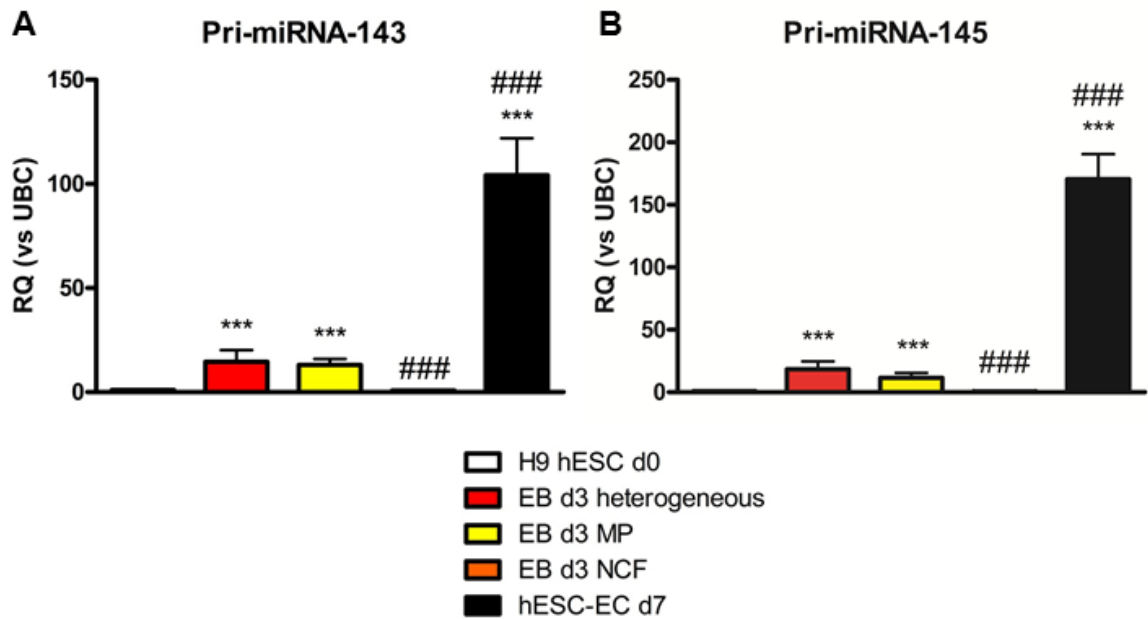 A
Pri-miRNA-143
RQ (vs UBC)
150
100
50
0
***
***
###
###
***
B
Pri-miRNA-145
RQ (vs UBC)
250
200
150
100
50
0
***
***
###
###
***
H9 hESC d0
EB d3 heterogeneous
EB d3 MP
EB d3 NCF
hESC-EC d7